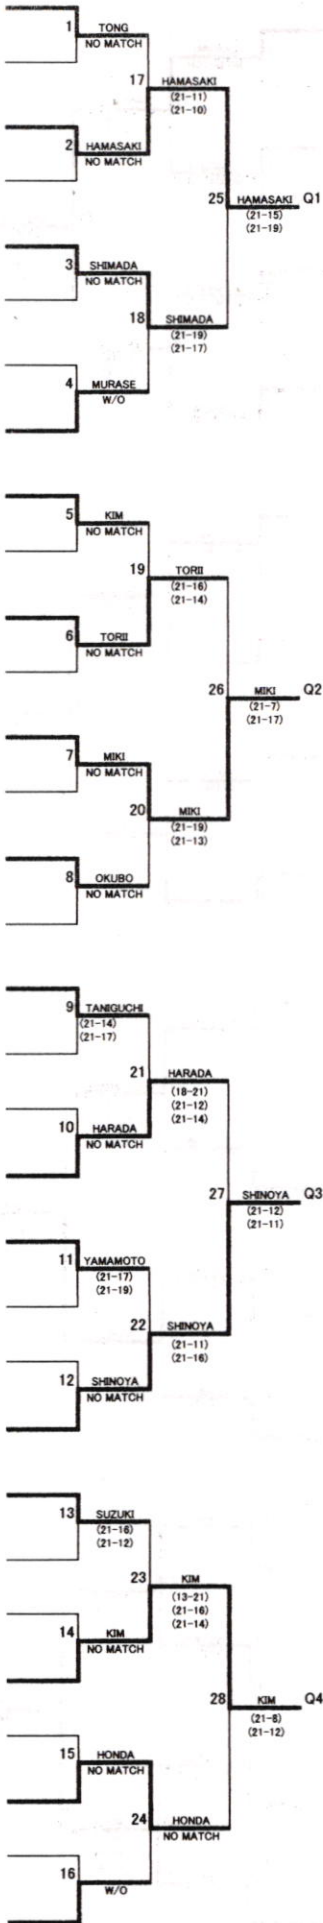 1 TONG
NO MATCH
17 HAMASAKI
(21-11)
(21-10)
2 HAMASAKI
NO MATCH
25 HAMASAKI Q1
(21-15)
(21-19)
3 SHIMADA
NO MATCH
18 SHIMADA
(21-19)
(21-17)
4 MURASE
W/O
5 KIM
NO MATCH
19 TORII
(21-16)
(21-14)
6 TORII
NO MATCH
26 MIKI Q2
(21-7)
(21-17)
7 MIKI
NO MATCH
20 MIKI
(21-19)
(21-13)
8 OKUBO
NO MATCH
9 TANIGUCHI
(21-14)
(21-17)
21 HARADA
(18-21)
(21-12)
(21-14)
10 HARADA
NO MATCH
27 SHINOYA Q3
(21-12)
(21-11)
11 YAMAMOTO
(21-17)
(21-19)
22 SHINOYA
(21-11)
(21-16)
12 SHINOYA
NO MATCH
13 SUZUKI
(21-16)
(21-12)
23 KIM
(13-21)
(21-16)
(21-14)
14 KIM
NO MATCH
28 KIM Q4
(21-8)
(21-12)
15 HONDA
NO MATCH
24 HONDA
NO MATCH
16
W/O